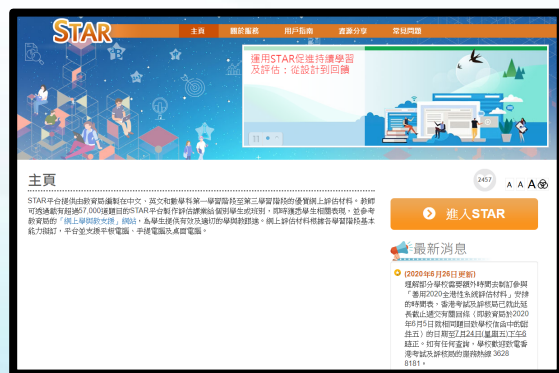 STAR
主頁 關於服務 用戶指南 資源分享 常見問題
運用STAR促進持續學習
及評估：從設計到回饋
主頁
2457 A A A
STAR平台提供由教育局編製在中文、英文和數學科第一學習階段至第三學習階段的優質網上評估材料。教師
可透過載有超過57,000道題目的STAR平台製作評估課業給個別學生或班別，即時獲悉學生相關表現，並參考
教育局的「網上學與教支援」網站，為學生提供有效及適切的學與教跟進。網上評估材料根據各學習階段基本
能力擬訂，平台並支援平板電腦、手提電腦及桌面電腦。
進入STAR
最新消息
(2020年6月26日更新)
理解部分學校需要額外時間去制訂參與
「善用2020全港性系統評估材料」安排
的時間表，香港考試及評核局已就此延
長截止遞交有關回條（即教育局於2020
年6月5日就相同題目致學校信函中的附
件五）的日期至7月24日(星期五)下午6
時正。如有任何查詢，學校歡迎致電香
港考試及評核局的服務熱線 3628
8181。